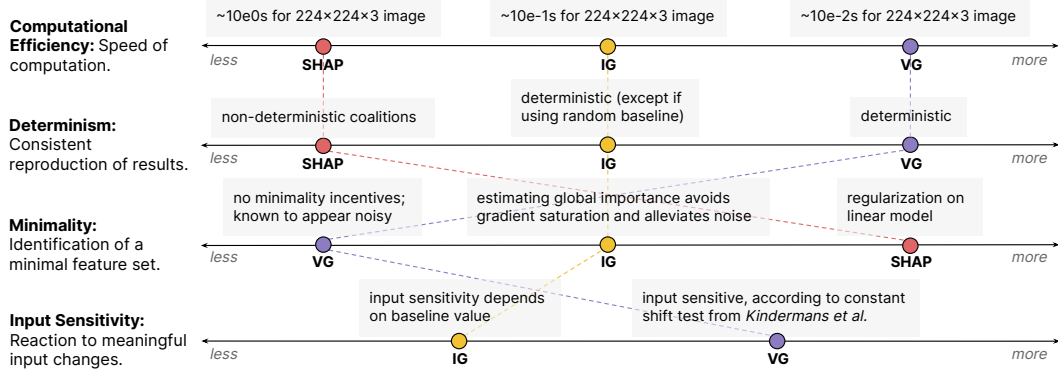 Computational
Efficiency: Speed of
computation.
~10e0s for 224×224×3 image
~10e-1s for 224×224×3 image
~10e-2s for 224×224×3 image
less
SHAP
IG
VG
more
Determinism:
Consistent
reproduction of results.
non-deterministic coalitions
deterministic (except if
using random baseline)
deterministic
less
SHAP
IG
VG
more
Minimality:
Identification of a
minimal feature set.
no minimality incentives;
known to appear noisy
estimating global importance avoids
gradient saturation and alleviates noise
regularization on
linear model
less
VG
IG
SHAP
more
Input Sensitivity:
Reaction to meaningful
input changes.
input sensitivity depends
on baseline value
input sensitive, according to constant
shift test from Kindermans et al.
less
IG
VG
more